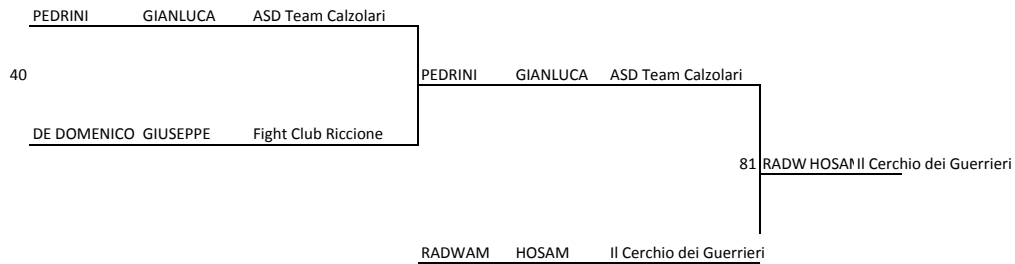 PEDRINI GIANLUCA ASD Team Calzolari
40 PEDRINI GIANLUCA ASD Team Calzolari
DE DOMENICO GIUSEPPE Fight Club Riccione
81 RADW HOSAM Il Cerchio dei Guerrieri
RADWAM HOSAM Il Cerchio dei Guerrieri